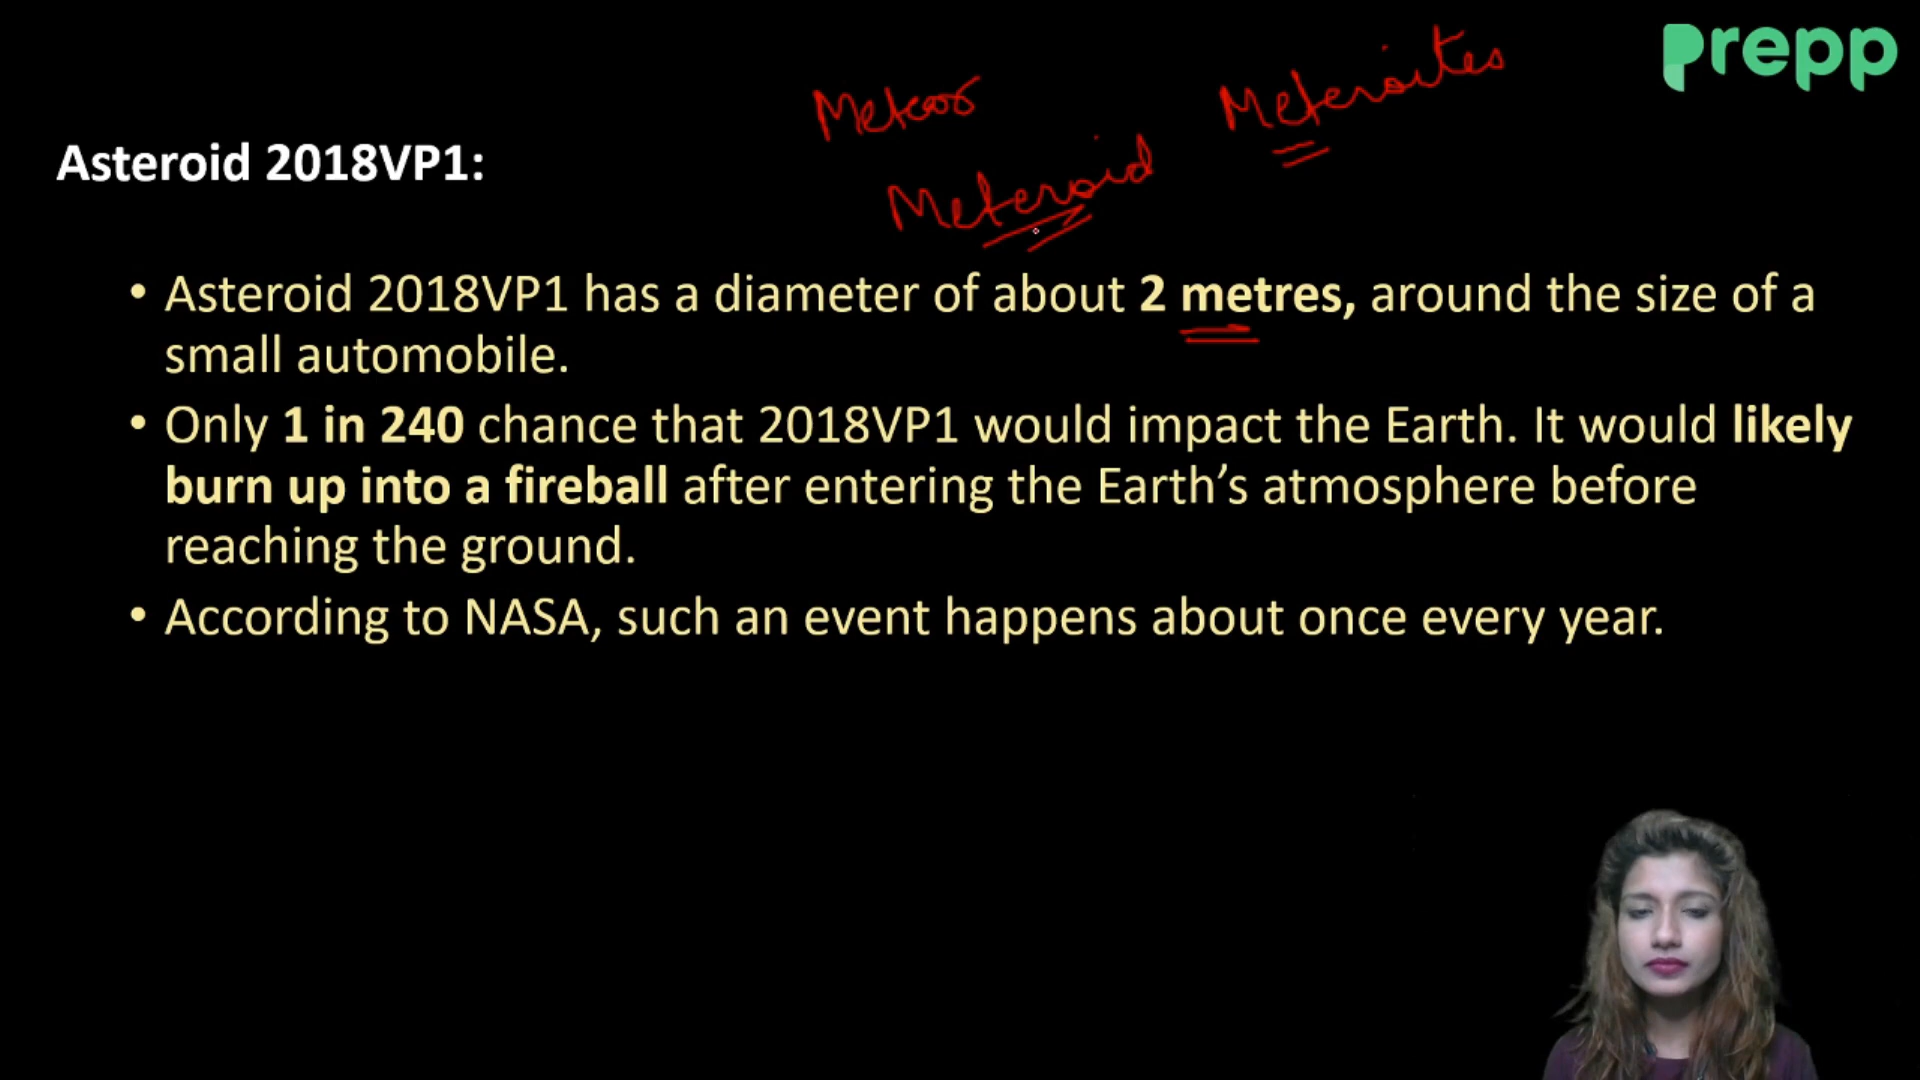 prepp
Meteor
Meteroites
Meteroid
Asteroid 2018VP1:
• Asteroid 2018VP1 has a diameter of about 2 metres, around the size of a
small automobile.
• Only 1 in 240 chance that 2018VP1 would impact the Earth. It would likely
burn up into a fireball after entering the Earth’s atmosphere before
reaching the ground.
• According to NASA, such an event happens about once every year.